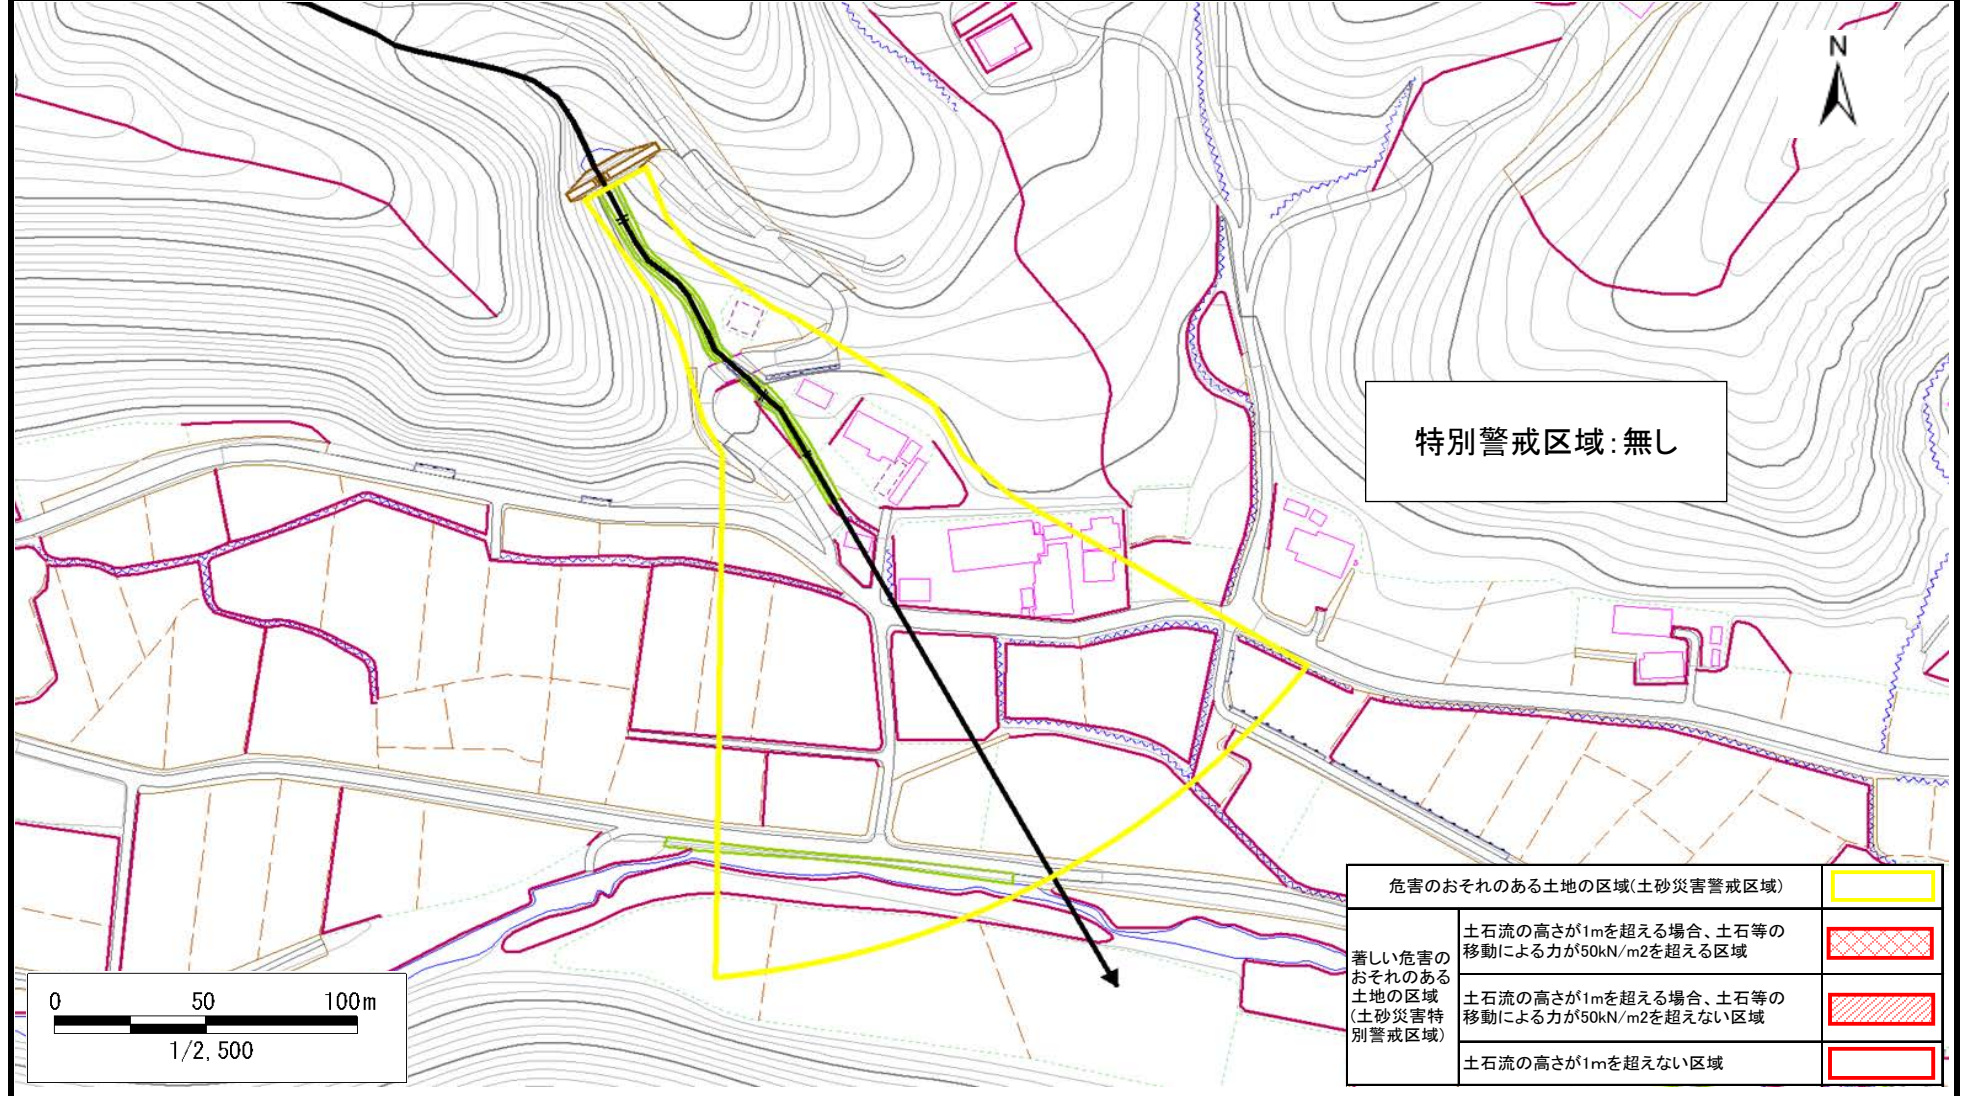 N
特別警戒区域：無し
危害のおそれのある土地の区域(土砂災害警戒区域)
著しい危害の
おそれのある
土地の区域
(土砂災害特
別警戒区域)
土石流の高さが1mを超える場合、土石等の
移動による力が50kN/m2を超える区域
土石流の高さが1mを超える場合、土石等の
移動による力が50kN/m2を超えない区域
土石流の高さが1mを超えない区域
0 50 100m
1/2,500